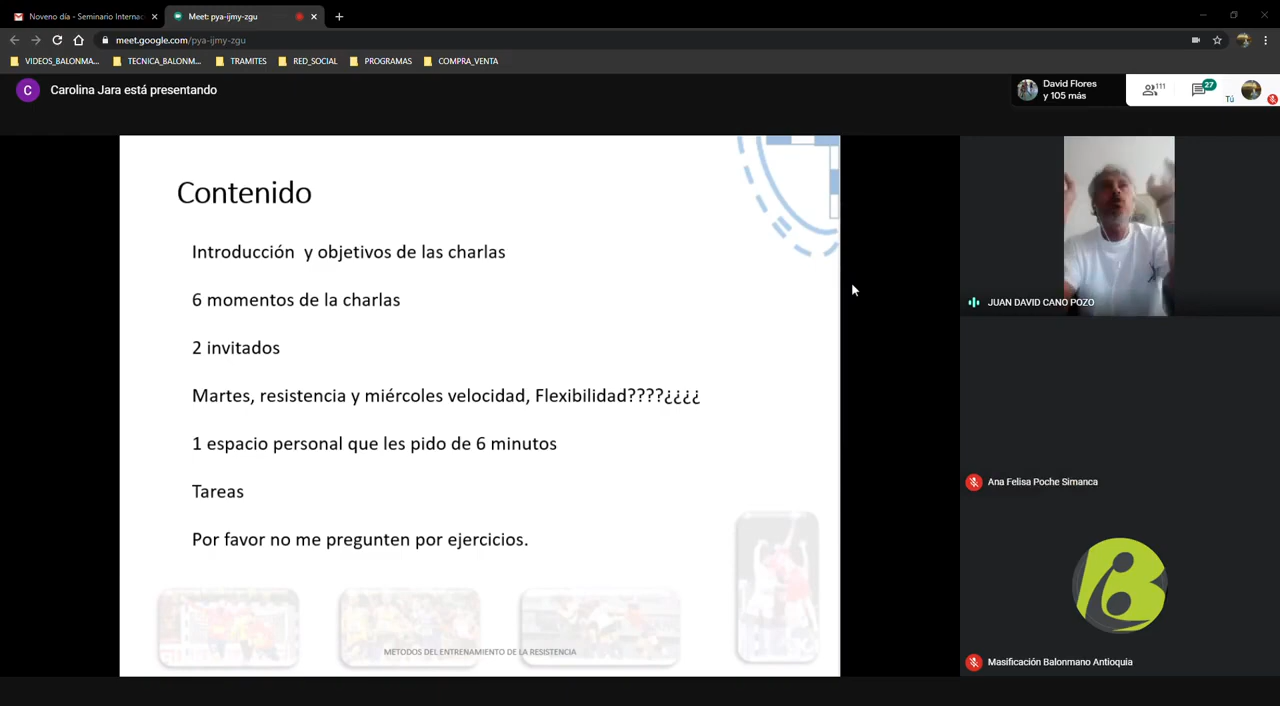 Noveno día - Seminario Internac
Meet: pya-ijmy-zgu
meet.google.com/pya-ijmy-zgu
VIDEOS_BALONMA...
TECNICA_BALONM...
TRAMITES
RED_SOCIAL
PROGRAMAS
COMPRA_VENTA
C
Carolina Jara está presentando
David Flores
y 105 más
111
27
Tú
Contenido
Introducción y objetivos de las charlas
6 momentos de la charlas
2 invitados
Martes, resistencia y miércoles velocidad, Flexibilidad????¿¿¿¿
1 espacio personal que les pido de 6 minutos
Tareas
Por favor no me pregunten por ejercicios.
METODOS DEL ENTRENAMIENTO DE LA RESISTENCIA
JUAN DAVID CANO POZO
Ana Felisa Poche Simanca
Masificación Balonmano Antioquia